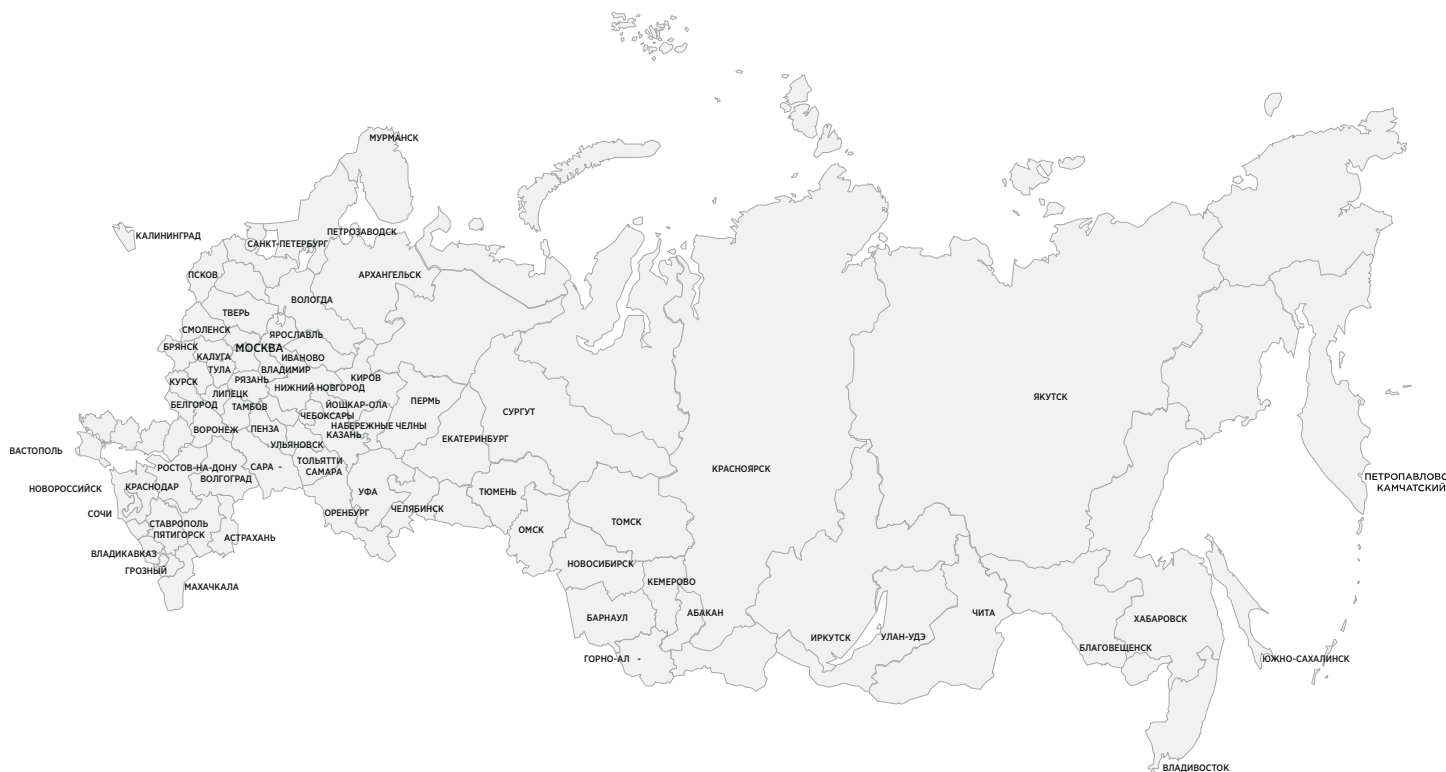 МУРМАНСК
ПЕТРОЗАВОДСК
КАЛИНИНГРАД
САНКТ-ПЕТЕРБУРГ
ПСКОВ
АРХАНГЕЛЬСК
ВОЛОГДА
ТВЕРЬ
СМОЛЕНСК
ЯРОСЛАВЛЬ
БРЯНСК
МОСКВА
КАЛУГА
ИВАНОВО
ТУЛА
ВЛАДИМИР
КУРСК
РЯЗАНЬ
КИРОВ
НИЖНИЙ НОВГОРОД
ЛИПЕЦК
ЯКУТСК
ПЕРМЬ
БЕЛГОРОД
ТАМБОВ
ЙОШКАР-ОЛА
СУРГУТ
ЧЕБОКСАРЫ
НАБЕРЕЖНЫЕ ЧЕЛНЫ
ВОРОНЕЖ
ПЕНЗА
КАЗАНЬ
ЕКАТЕРИНБУРГ
УЛЬЯНОВСК
ВАСТОПОЛЬ
ТОЛЬЯТТИ
РОСТОВ-НА-ДОНУ
САРА -
САМАРА
КРАСНОЯРСК
ВОЛГОГРАД
ПЕТРОПАВЛОВС
КАМЧАТСКИЙ
НОВОРОССИЙСК
КРАСНОДАР
УФА
ТЮМЕНЬ
ЧЕЛЯБИНСК
СОЧИ
ОРЕНБУРГ
СТАВРОПОЛЬ
ТОМСК
ОМСК
ПЯТИГОРСК
АСТРАХАНЬ
ВЛАДИКАВКАЗ
НОВОСИБИРСК
ГРОЗНЫЙ
КЕМЕРОВО
МАХАЧКАЛА
АБАКАН
ЧИТА
БАРНАУЛ
ХАБАРОВСК
ИРКУТСК
УЛАН-УДЭ
БЛАГОВЕЩЕНСК
ГОРНО-АЛ -
ЮЖНО-САХАЛИНСК
ВЛАДИВОСТОК